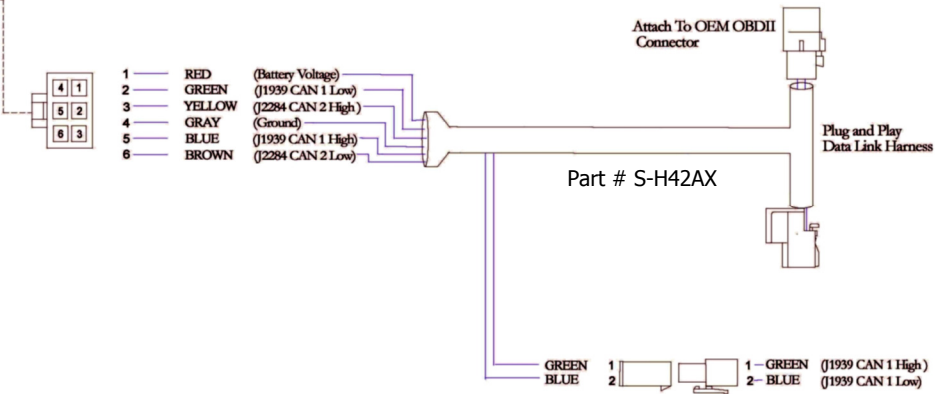 Attach To OEM OBDII
Connector
4 1
5 2
6 3
1 RED (Battery Voltage)
2 GREEN (J1939 CAN 1 Low)
3 YELLOW (J2284 CAN 2 High )
4 GRAY (Ground)
5 BLUE (J1939 CAN 1 High)
6 BROWN (J2284 CAN 2 Low)
Plug and Play
Data Link Harness
Part # S-H42AX
GREEN 1 1 GREEN (J1939 CAN 1 High )
BLUE 2 2 BLUE (J1939 CAN 1 Low)